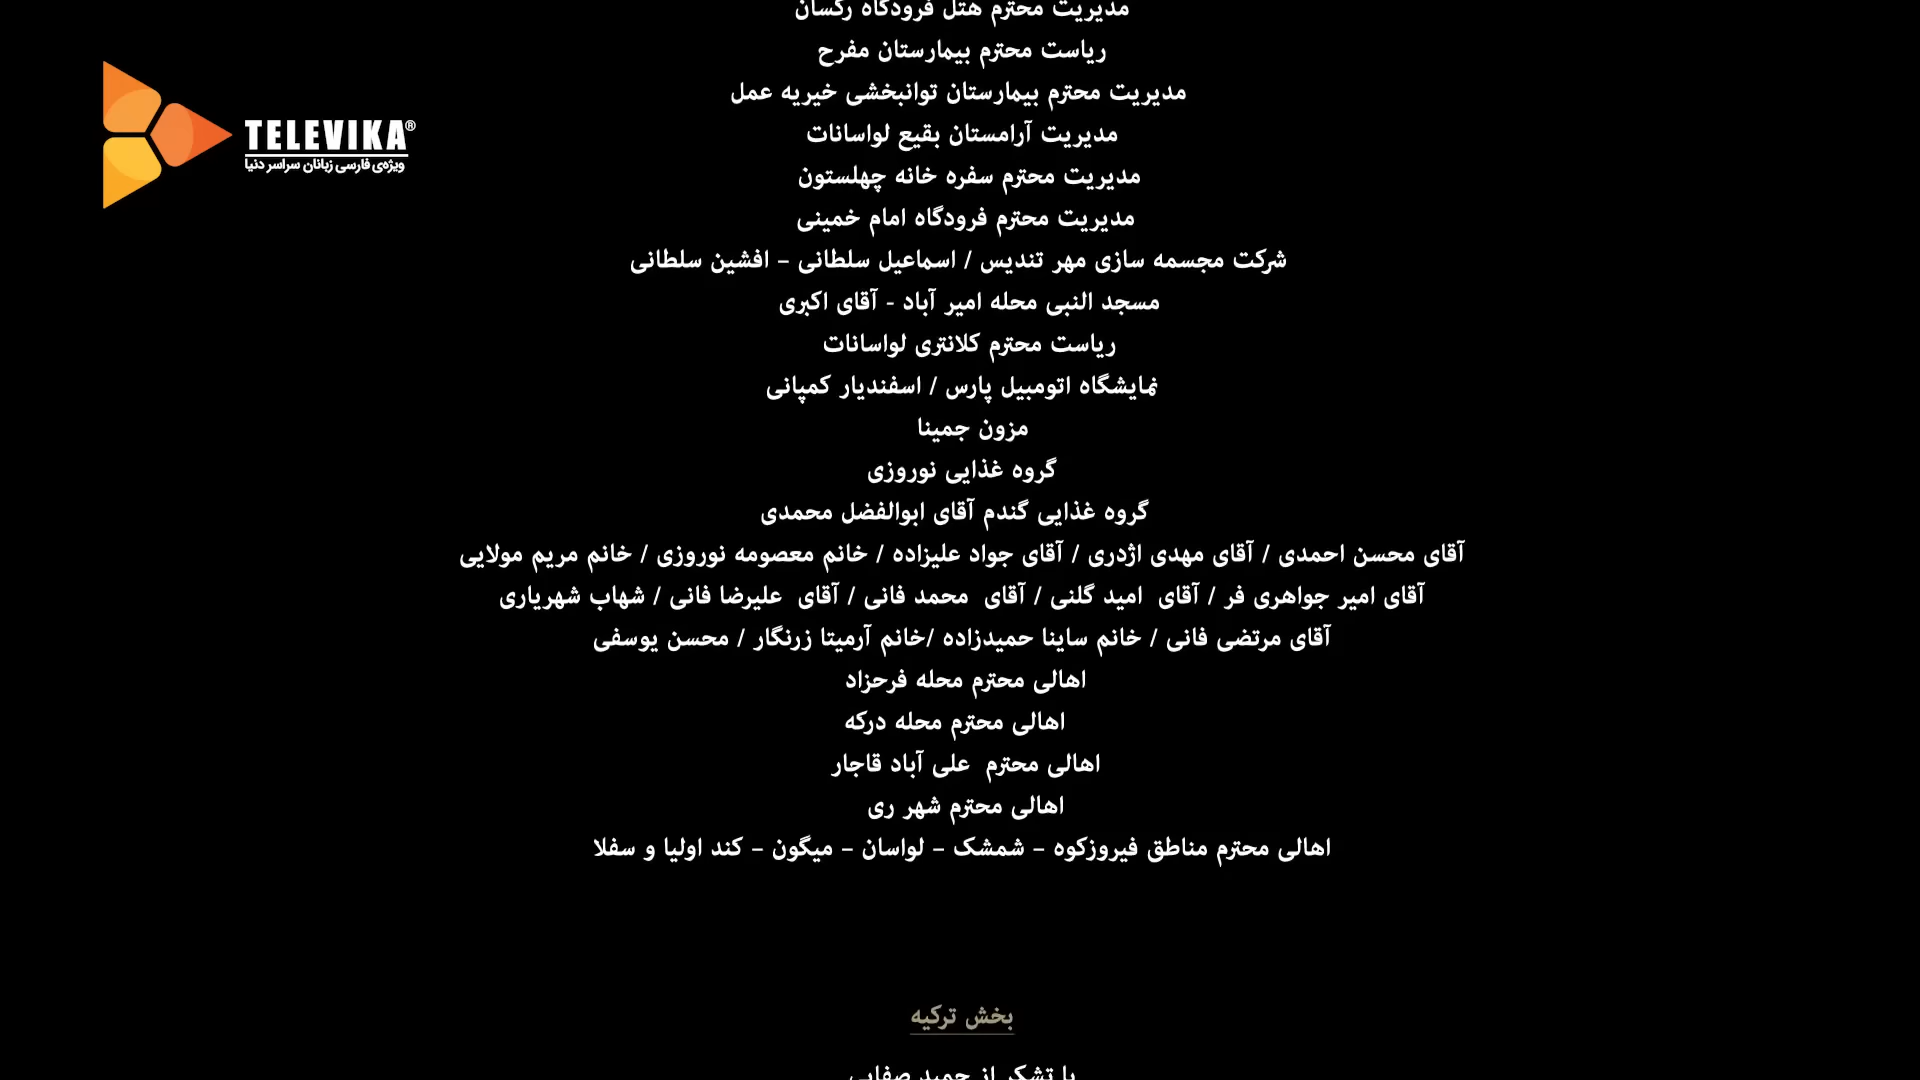 مدیریت محترم هتل فرودگاه رکسان
ریاست محترم بیمارستان مفرح
مدیریت محترم بیمارستان توانبخشی خیریه عمل
مدیریت آرامستان بقیع لواسانات
مدیریت محترم سفره خانه چهلستون
مدیریت محترم فرودگاه امام خمینی
شرکت مجسمه سازی مهر تندیس / اسماعیل سلطانی – افشین سلطانی
مسجد النبی محله امیر آباد - آقای اکبری
ریاست محترم کلانتری لواسانات
نمایشگاه اتومبیل پارس / اسفندیار کمپانی
مزون جمینا
گروه غذایی نوروزی
گروه غذایی گندم آقای ابوالفضل محمدی
آقای محسن احمدی / آقای مهدی اژدری / آقای جواد علیزاده / خانم معصومه نوروزی / خانم مریم مولایی
آقای امیر جواهری فر / آقای امید گلنی / آقای محمد فانی / آقای علیرضا فانی / شهاب شهریاری
آقای مرتضی فانی / خانم ساینا حمیدزاده /خانم آرمیتا زرنگار / محسن یوسفی
اهالی محترم محله فرحزاد
اهالی محترم محله درکه
اهالی محترم علی آباد قاجار
اهالی محترم شهر ری
اهالی محترم مناطق فیروزکوه – شمشک – لواسان – میگون – کند اولیا و سفلا
بخش ترکیه
با تشکر از حمید صفایی
TELEVIKA®
ویژه‌ی فارسی زبانان سراسر دنیا